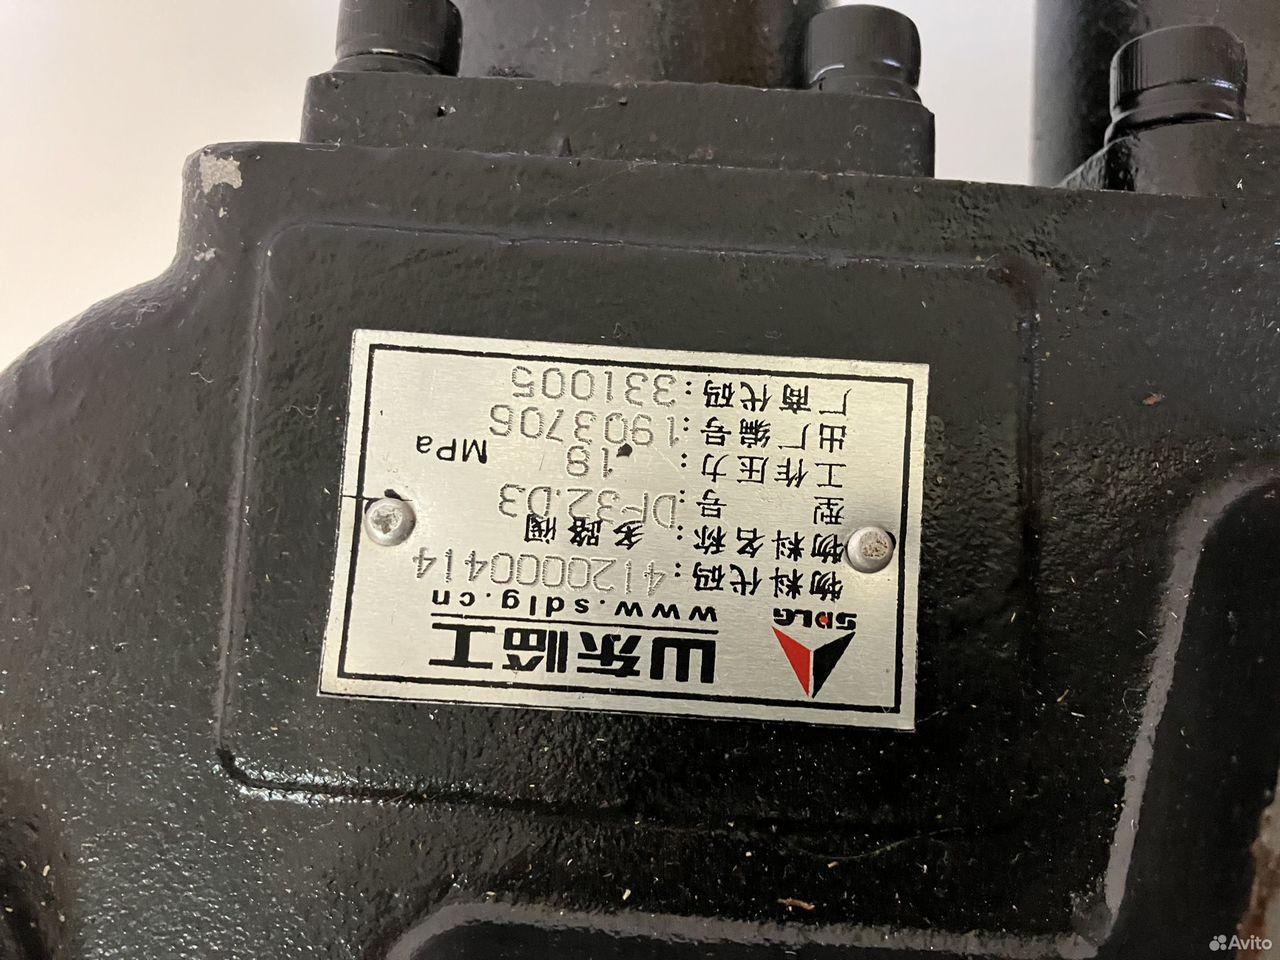 SDLG
山东临工
www.sdlg.cn
物料代码:4120000414
物料名称:多路阀
型 号:DF32.D3
工作压力:18 MPa
出厂编号:1903706
厂商代码:331005
Avito